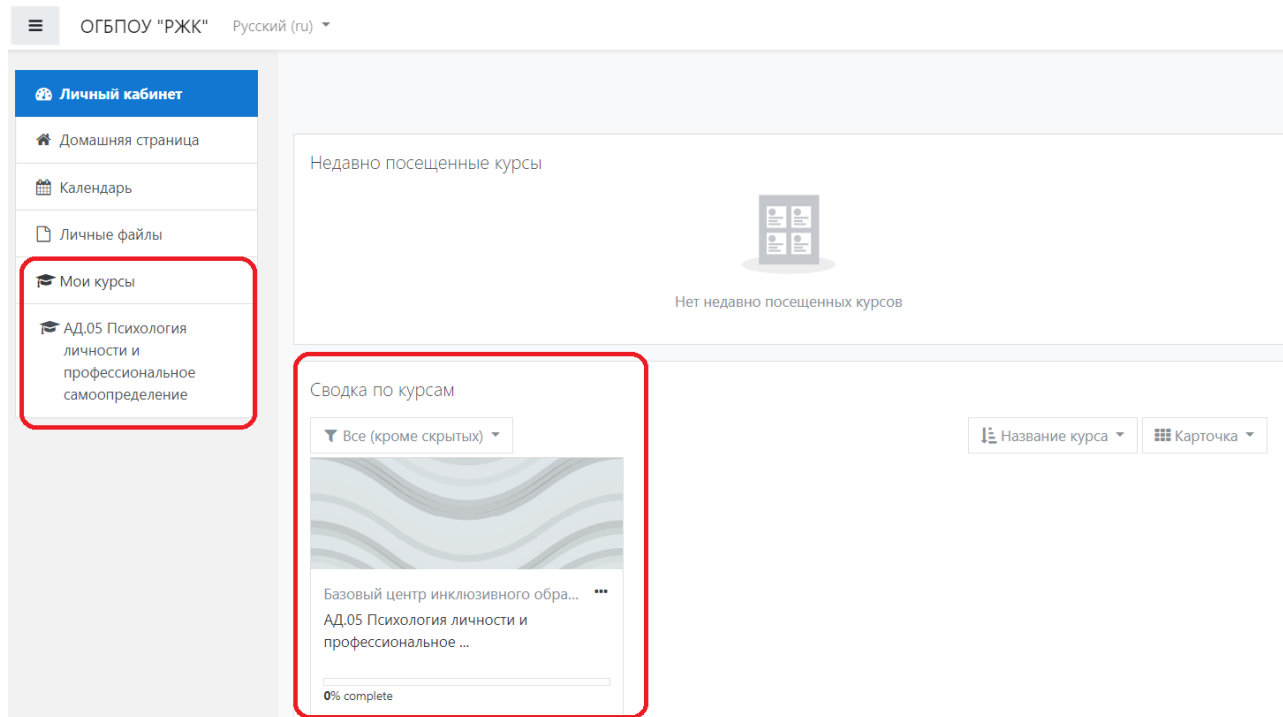 ОГБПОУ "РЖК" Русский (ru)
Личный кабинет
Домашняя страница
Календарь
Личные файлы
Мои курсы
АД.05 Психология
личности и
профессиональное
самоопределение
Недавно посещенные курсы
Нет недавно посещенных курсов
Сводка по курсам
Все (кроме скрытых)
Название курса
Карточка
Базовый центр инклюзивного обра...
АД.05 Психология личности и
профессиональное ...
0% complete